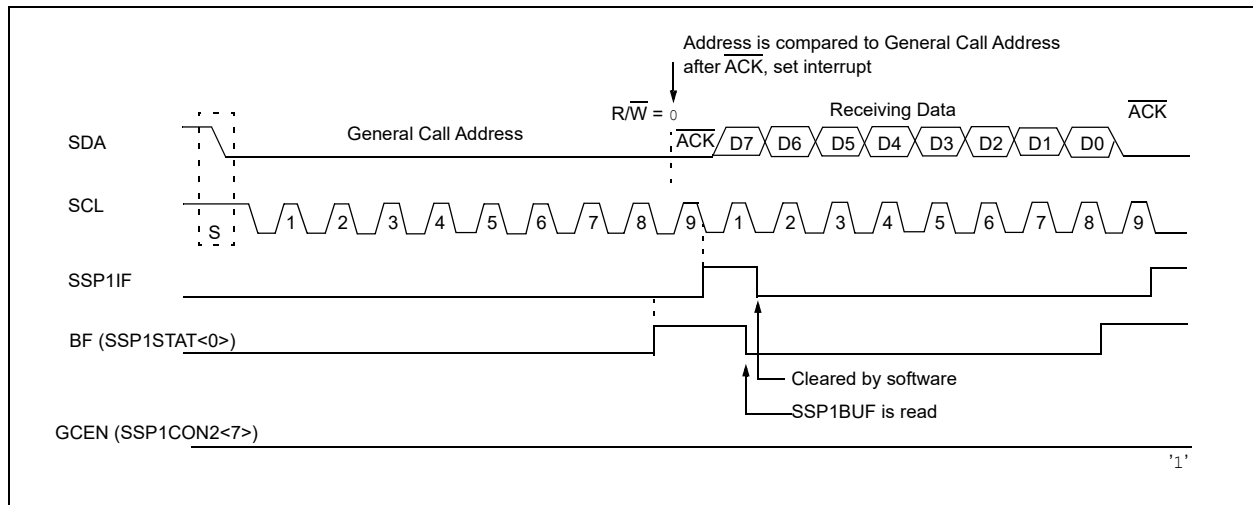 Address is compared to General Call Address
after ACK, set interrupt
R/W = 0
Receiving Data
ACK
SDA
General Call Address
ACK
D7 D6 D5 D4 D3 D2 D1 D0
SCL
S
1 2 3 4 5 6 7 8 9 1 2 3 4 5 6 7 8 9
SSP1IF
BF (SSP1STAT<0>)
Cleared by software
SSP1BUF is read
GCEN (SSP1CON2<7>)
'1'